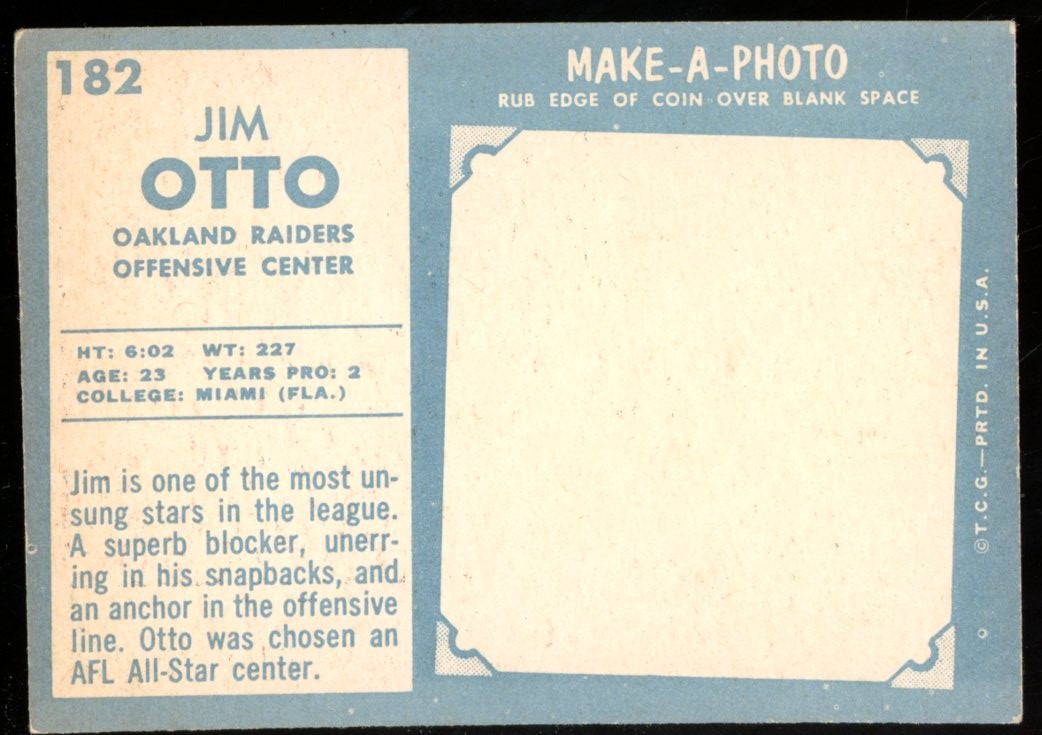 182
JIM
OTTO
OAKLAND RAIDERS
OFFENSIVE CENTER
HT: 6:02 WT: 227
AGE: 23 YEARS PRO: 2
COLLEGE: MIAMI (FLA.)
Jim is one of the most un-
sung stars in the league.
A superb blocker, unerr-
ing in his snapbacks, and
an anchor in the offensive
line. Otto was chosen an
AFL All-Star center.
MAKE-A-PHOTO
RUB EDGE OF COIN OVER BLANK SPACE
©T.C.G.—PRTD. IN U.S.A.